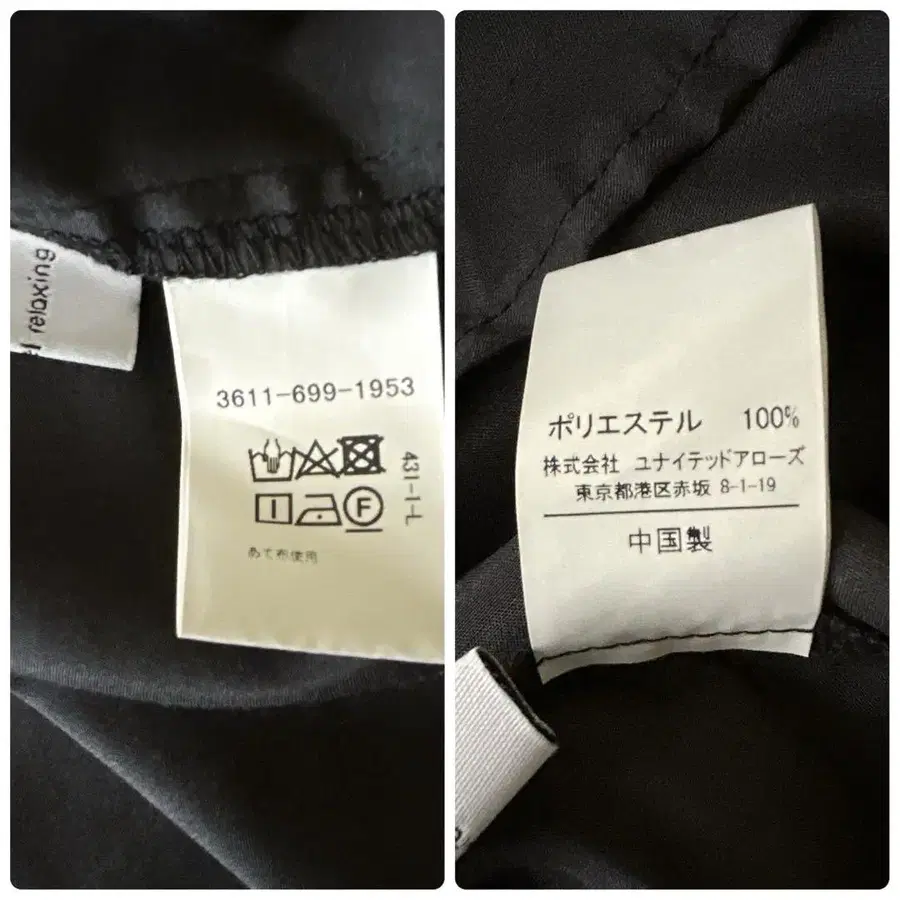 relaxing
3611-699-1953
431-1-L
F
あて布使用
ポリエステル 100%
株式会社 ユナイテッドアローズ
東京都港区赤坂 8-1-19
中国製